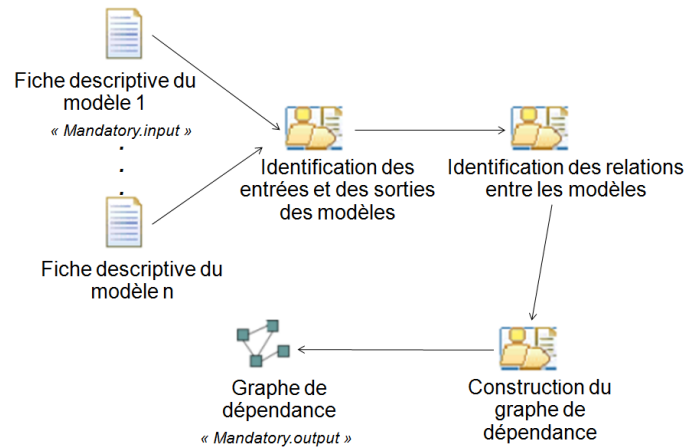 Fiche descriptive du
modèle 1
« Mandatory.input »
Fiche descriptive du
modèle n
Identification des
entrées et des sorties
des modèles
Identification des relations
entre les modèles
Construction du
graphe de
dépendance
Graphe de
dépendance
« Mandatory.output »